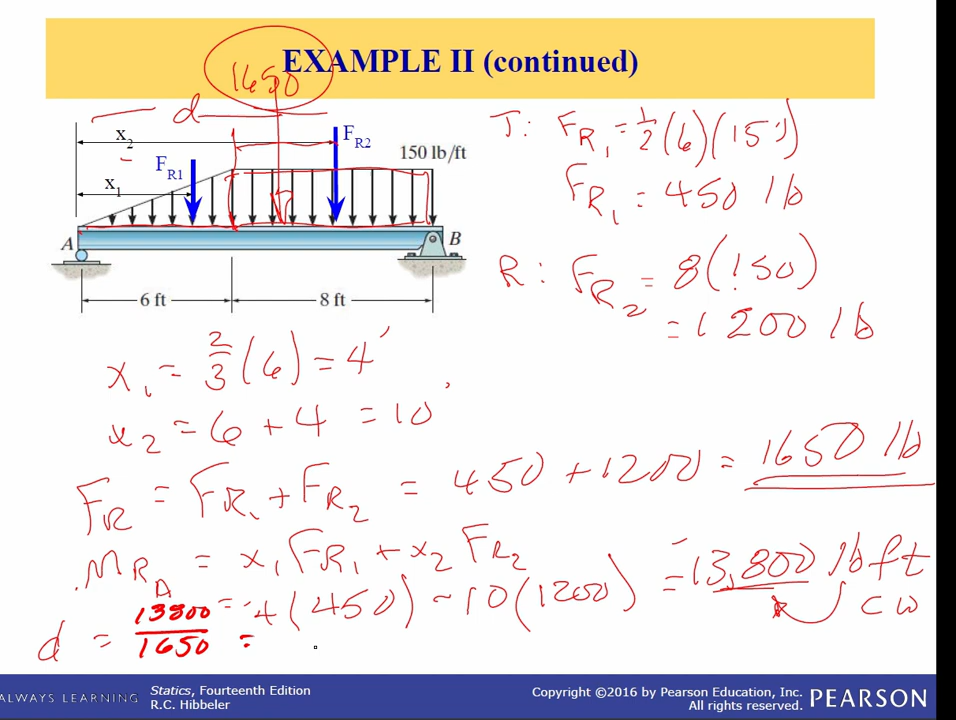 EXAMPLE II (continued)
1650
d
x2
FR2
150 lb/ft
FR1
x1
A
B
6 ft
8 ft
T: FR1 = 1/2 (6)(150)
FR1 = 450 lb
R: FR2 = 8(150)
= 1200 lb
x1 = 2/3 (6) = 4'
x2 = 6 + 4 = 10'
FR = FR1 + FR2 = 450 + 1200 = 1650 lb
MRA = x1 FR1 + x2 FR2
= -4(450) - 10(1200) = -13,800 lb ft
CW
d = 13800/1650 =
ALWAYS LEARNING
Statics, Fourteenth Edition
R.C. Hibbeler
Copyright ©2016 by Pearson Education, Inc.
All rights reserved.
PEARSON